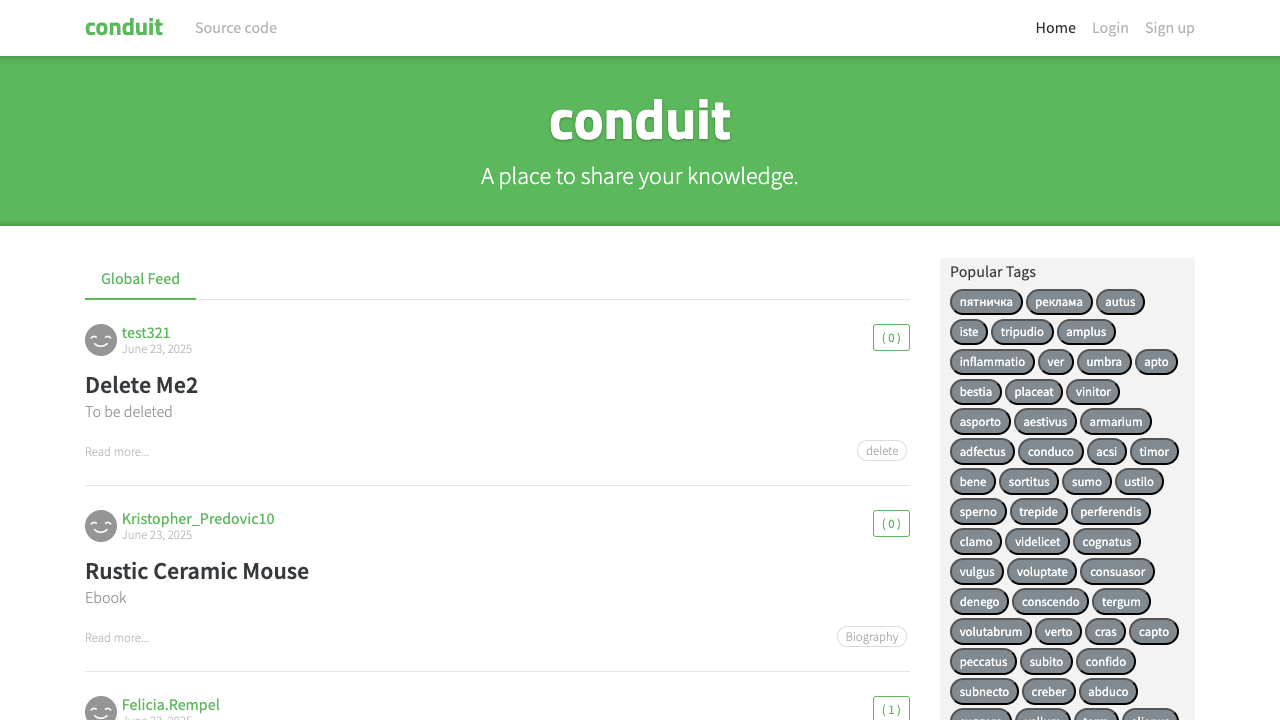 conduit Source code Home Login Sign up
conduit
A place to share your knowledge.
Global Feed
test321
June 23, 2025
( 0 )
Delete Me2
To be deleted
Read more... delete
Kristopher_Predovic10
June 23, 2025
( 0 )
Rustic Ceramic Mouse
Ebook
Read more... Biography
Felicia.Rempel
June 23, 2025
( 1 )
Popular Tags
пятничка реклама autus
iste tripudio amplus
inflammatio ver umbra apto
bestia placeat vinitor
asporto aestivus armarium
adfectus conduco acsi timor
bene sortitus sumo ustilo
sperno trepide perferendis
clamo videlicet cognatus
vulgus voluptate consuasor
denego conscendo tergum
volutabrum verto cras capto
peccatus subito confido
subnecto creber abduco